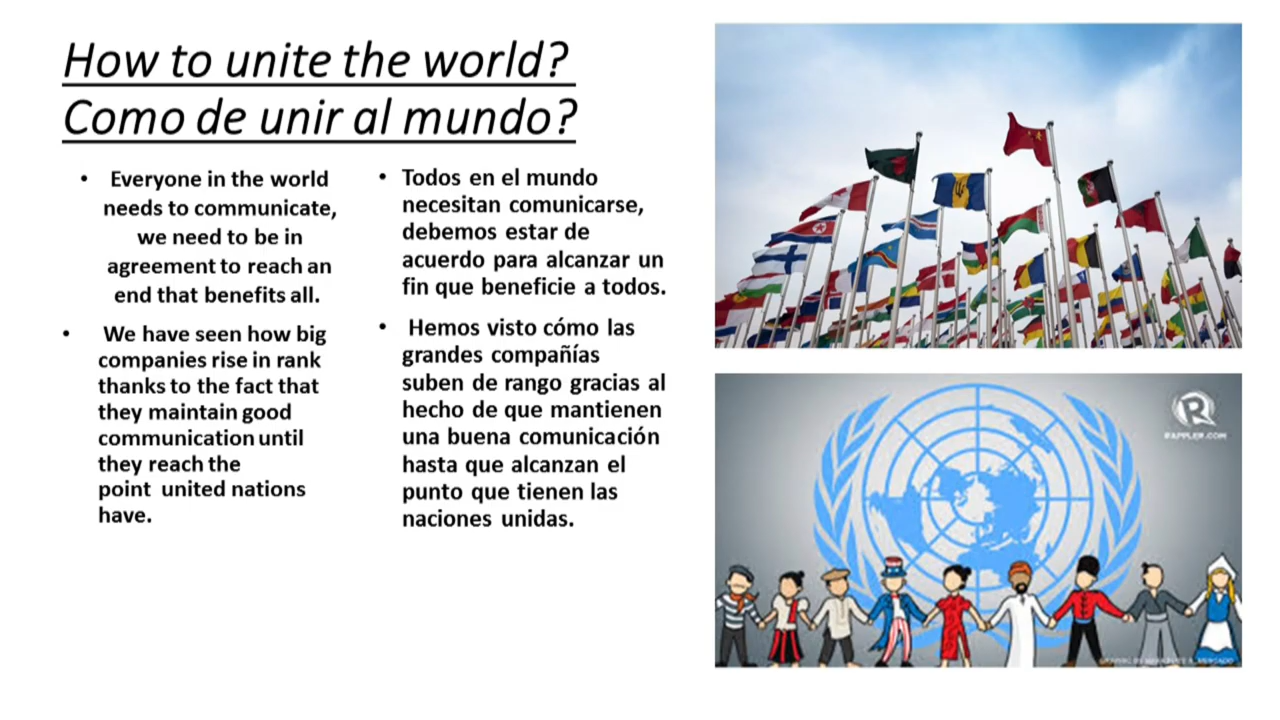 How to unite the world?
Como de unir al mundo?
• Everyone in the world
needs to communicate,
we need to be in
agreement to reach an
end that benefits all.
• We have seen how big
companies rise in rank
thanks to the fact that
they maintain good
communication until
they reach the
point united nations
have.
• Todos en el mundo
necesitan comunicarse,
debemos estar de
acuerdo para alcanzar un
fin que beneficie a todos.
• Hemos visto cómo las
grandes compañías
suben de rango gracias al
hecho de que mantienen
una buena comunicación
hasta que alcanzan el
punto que tienen las
naciones unidas.
R
RAPPLER.COM